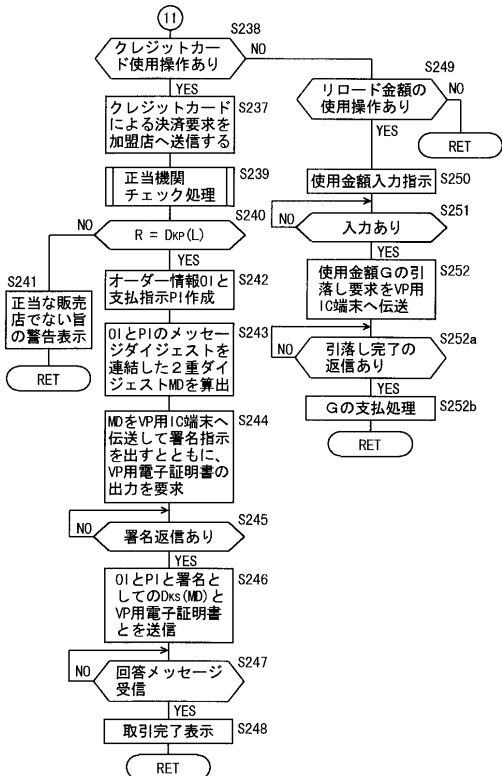 11
S238
クレジットカー
ド使用操作あり
NO
YES
S237
クレジットカード
による決済要求を
加盟店へ送信する
S239
正当機関
チェック処理
S240
NO
R = DKP(L)
YES
S241
正当な販売
店でない旨
の警告表示
RET
S242
オーダー情報OIと
支払指示PI作成
S243
OIとPIのメッセー
ジダイジェストを
連結した2重ダイ
ジェストMDを算出
S244
MDをVP用IC端末へ
伝送して署名指示
を出すとともに、
VP用電子証明書の
出力を要求
S245
NO
署名返信あり
YES
S246
OIとPIと署名と
してのDKS(MD)と
VP用電子証明書
とを送信
S247
NO
回答メッセージ
受信
YES
取引完了表示
S248
RET
S249
リロード金額の
使用操作あり
NO
YES
RET
使用金額入力指示
S250
S251
NO
入力あり
YES
S252
使用金額Gの引
落し要求をVP用
IC端末へ伝送
S252a
NO
引落し完了の
返信あり
YES
Gの支払処理
S252b
RET